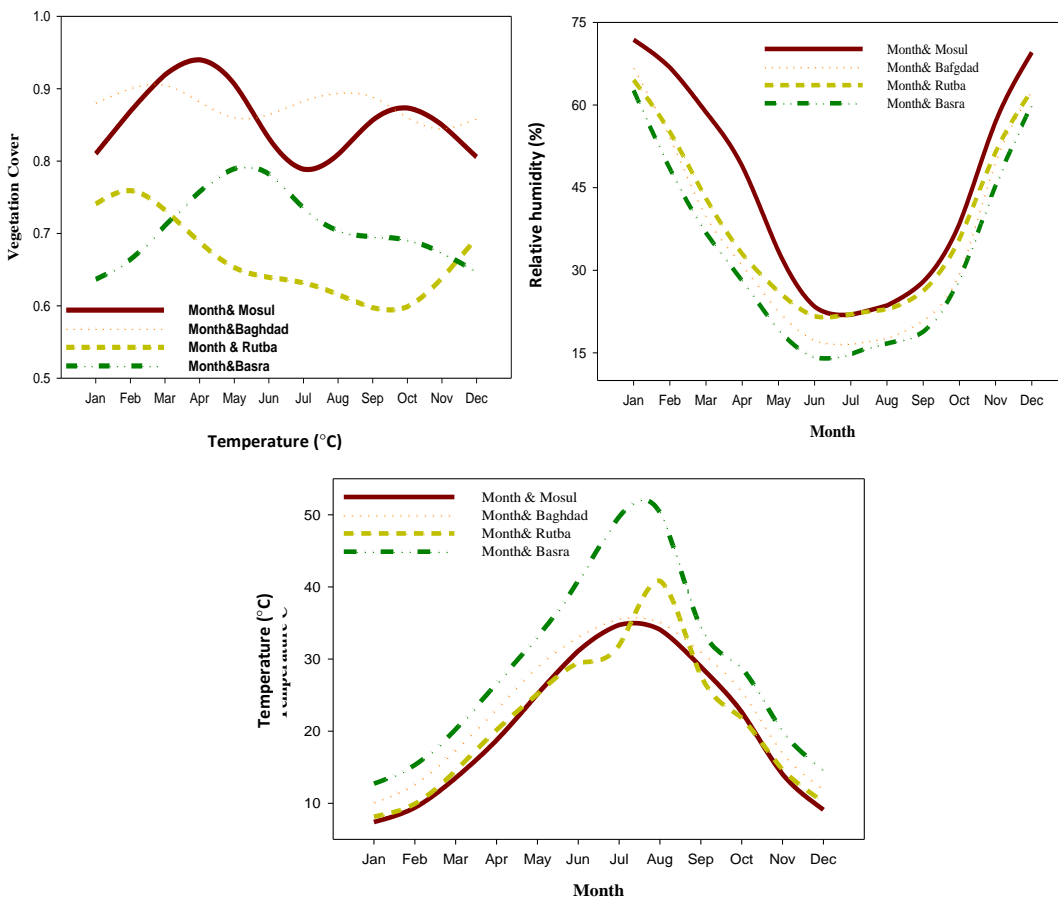 1.0
0.9
0.8
0.7
0.6
0.5
Vegetation Cover
Month& Mosul
Month&Baghdad
Month & Rutba
Month&Basra
Jan Feb Mar Apr May Jun Jul Aug Sep Oct Nov Dec
Temperature (°C)
75
60
45
30
15
Relative humidity (%)
Month& Mosul
Month& Bafgdad
Month& Rutba
Month& Basra
Jan Feb Mar Apr May Jun Jul Aug Sep Oct Nov Dec
Month
50
40
30
20
10
Temperature (°C)
Month & Mosul
Month& Baghdad
Month& Rutba
Month& Basra
Jan Feb Mar Apr May Jun Jul Aug Sep Oct Nov Dec
Month